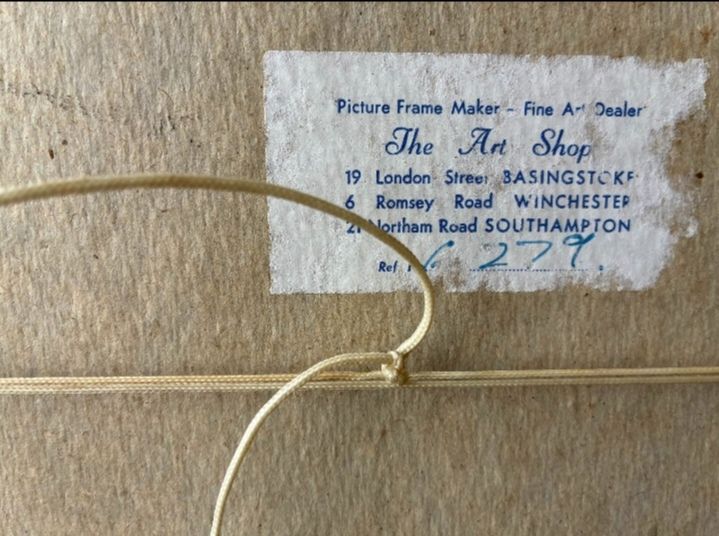 Picture Frame Maker - Fine Art Dealer
The Art Shop
19 London Street BASINGSTOKE
6 Romsey Road WINCHESTER
21 Northam Road SOUTHAMPTON
Ref 279